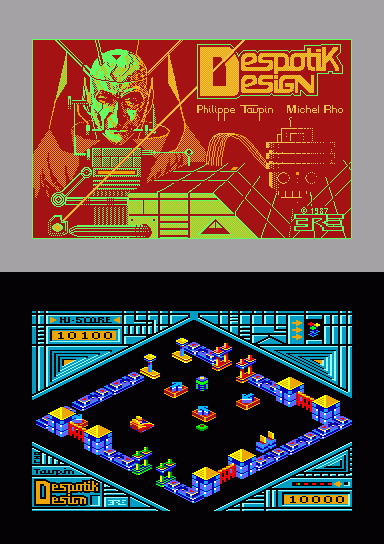 Despotik
Design
Philippe Taupin Michel Rho
© 1987
ERE
HI-SCORE
10100
Taupin
Despotik
Design
ERE
10000